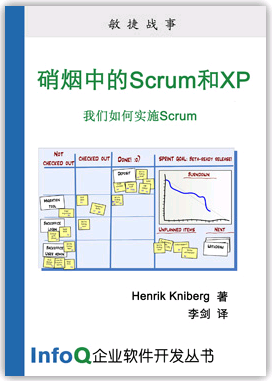 敏捷战事
硝烟中的Scrum和XP
我们如何实施Scrum
NOT CHECKED OUT
CHECKED OUT
DONE! :o)
SPRINT GOAL: BETA-READY RELEASE!
BURNDOWN
DEPOSIT
MIGRATION TOOL
BACKOFFICE LOGIN
BACKOFFICE USER ADMIN
UNPLANNED ITEMS
NEXT
WITHDRAW
Henrik Kniberg 著
李剑 译
InfoQ企业软件开发丛书